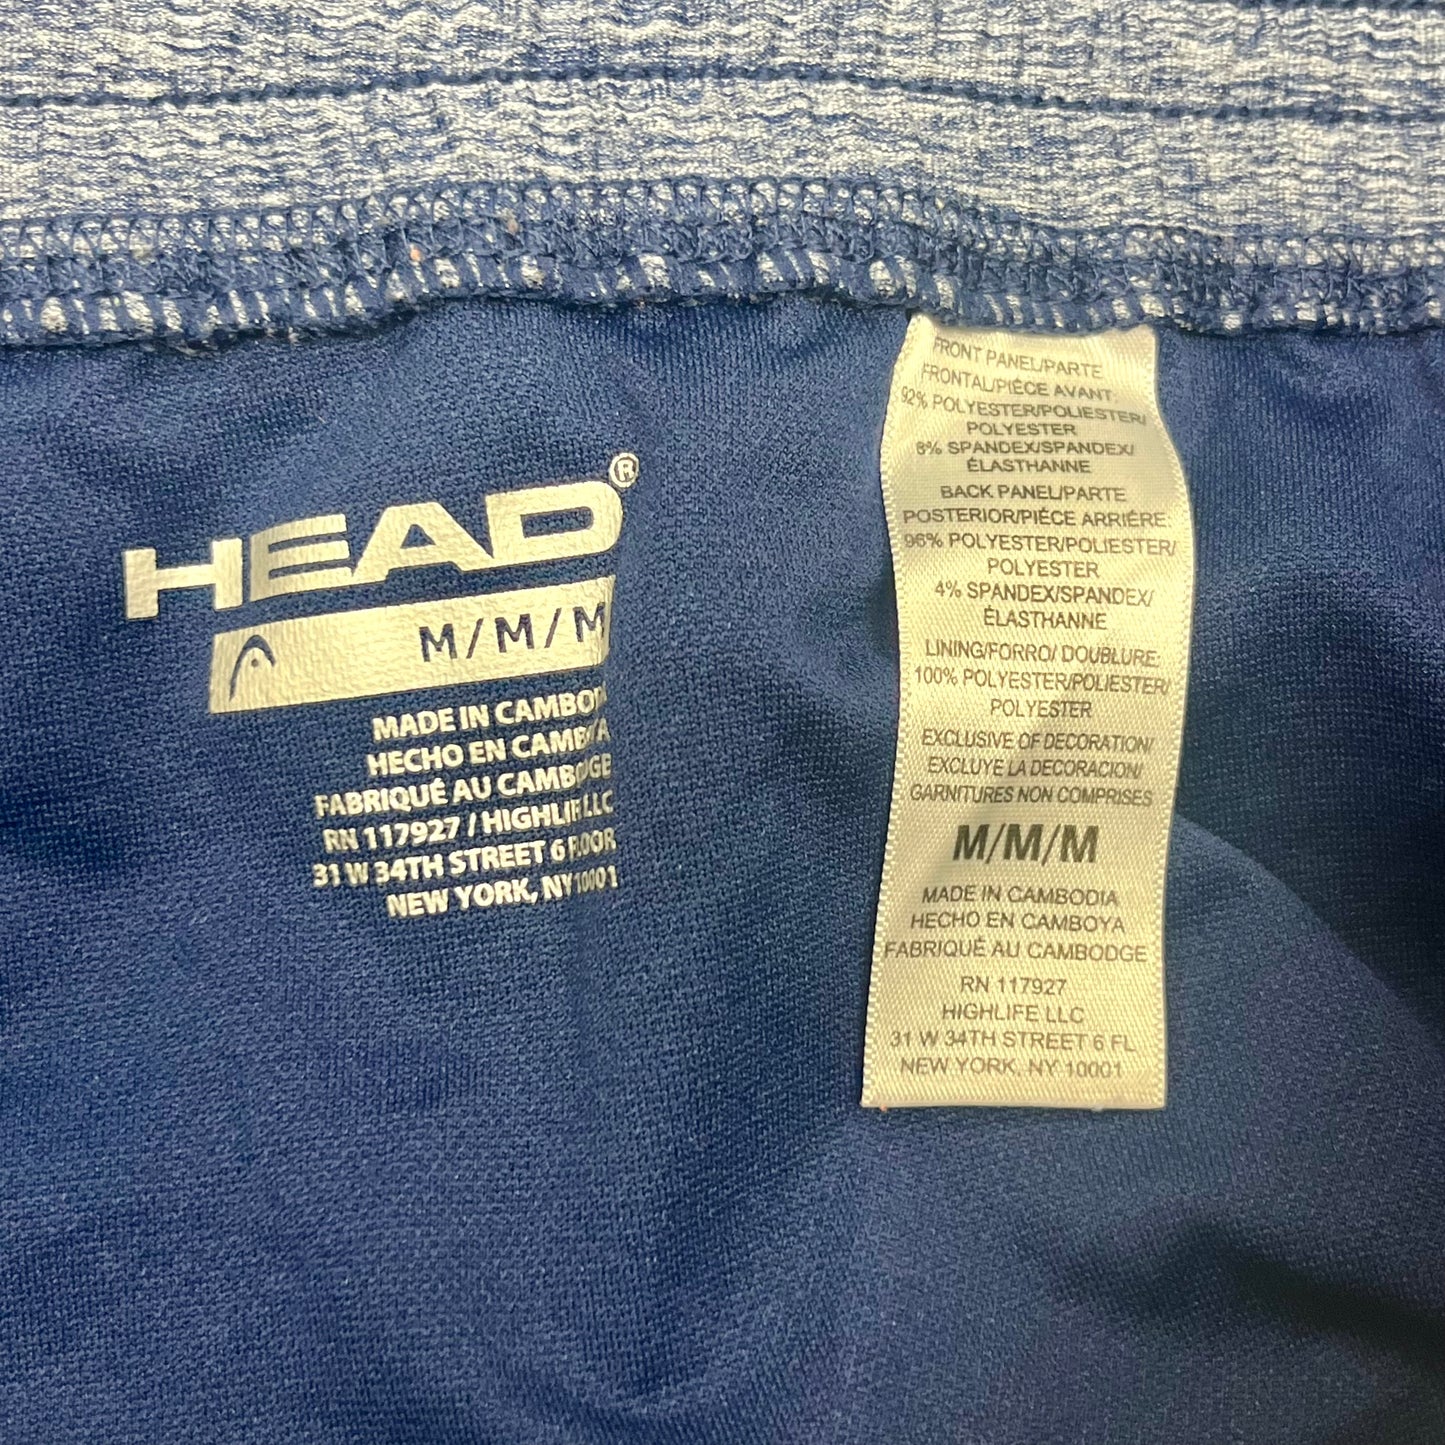 HEAD®
M/M/M
MADE IN CAMBODIA
HECHO EN CAMBOYA
FABRIQUÉ AU CAMBODGE
RN 117927 / HIGHLIFE LLC
31 W 34TH STREET 6 FLOOR
NEW YORK, NY 10001
FRONT PANEL/PARTE
FRONTAL/PIÈCE AVANT
92% POLYESTER/POLIESTER/
POLYESTER
8% SPANDEX/SPANDEX/
ÉLASTHANNE
BACK PANEL/PARTE
POSTERIOR/PIÈCE ARRIÈRE:
96% POLYESTER/POLIESTER/
POLYESTER
4% SPANDEX/SPANDEX/
ÉLASTHANNE
LINING/FORRO/ DOUBLURE:
100% POLYESTER/POLIESTER/
POLYESTER
EXCLUSIVE OF DECORATION/
EXCLUYE LA DECORACION/
GARNITURES NON COMPRISES
M/M/M
MADE IN CAMBODIA
HECHO EN CAMBOYA
FABRIQUÉ AU CAMBODGE
RN 117927
HIGHLIFE LLC
31 W 34TH STREET 6 FL
NEW YORK, NY 10001